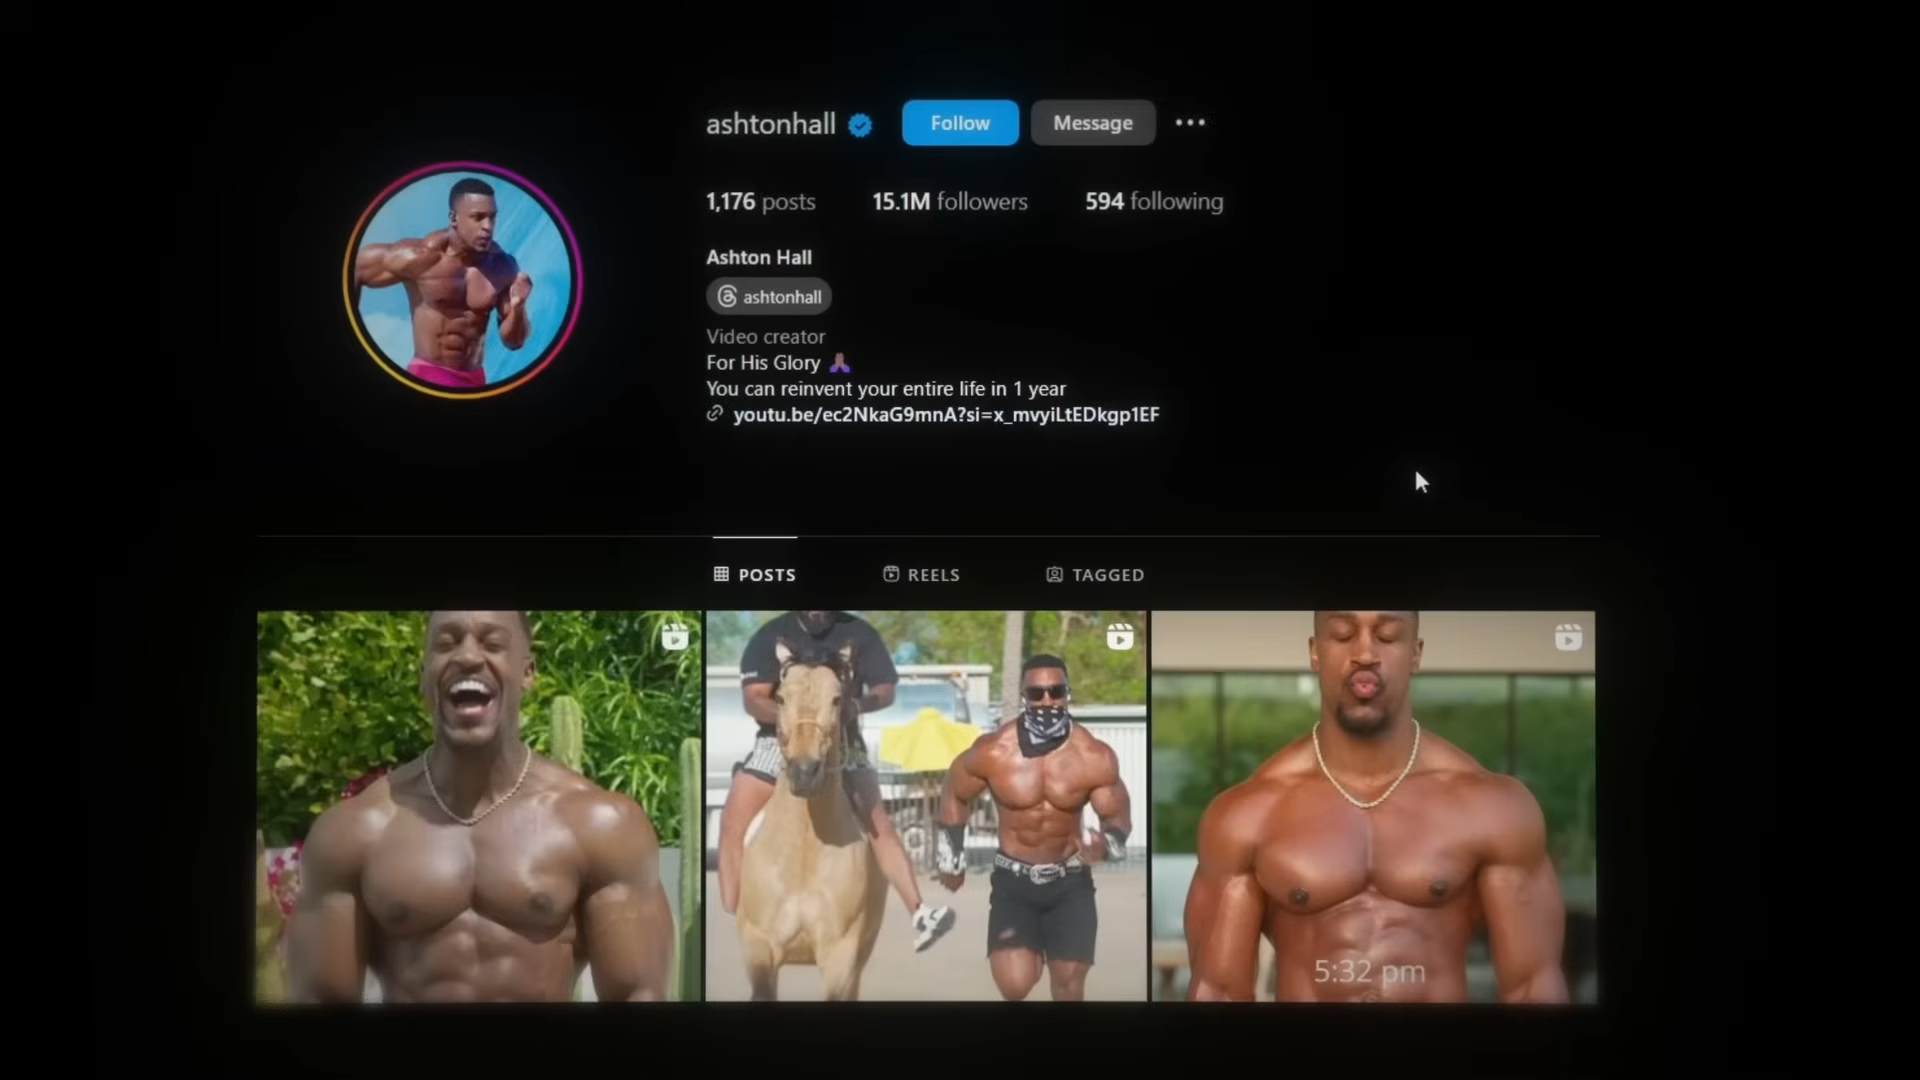 ashtonhall
Follow
Message
1,176 posts
15.1M followers
594 following
Ashton Hall
ashtonhall
Video creator
For His Glory 🙏🏾
You can reinvent your entire life in 1 year
youtu.be/ec2NkaG9mnA?si=x_mvyiLtEDkgp1EF
POSTS
REELS
TAGGED
5:32 pm